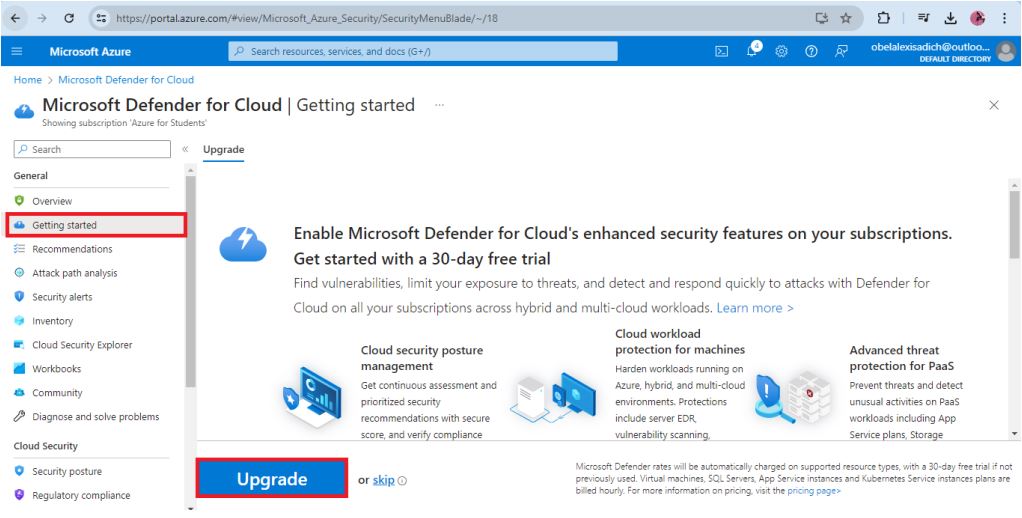 https://portal.azure.com/#view/Microsoft_Azure_Security/SecurityMenuBlade/~/18
Microsoft Azure
Search resources, services, and docs (G+/)
4
obelalexisadich@outloo...
DEFAULT DIRECTORY
Home > Microsoft Defender for Cloud
Microsoft Defender for Cloud | Getting started ...
Showing subscription 'Azure for Students'
Search
«
Upgrade
General
Overview
Getting started
Recommendations
Attack path analysis
Security alerts
Inventory
Cloud Security Explorer
Workbooks
Community
Diagnose and solve problems
Cloud Security
Security posture
Regulatory compliance
Enable Microsoft Defender for Cloud's enhanced security features on your subscriptions.
Get started with a 30-day free trial
Find vulnerabilities, limit your exposure to threats, and detect and respond quickly to attacks with Defender for
Cloud on all your subscriptions across hybrid and multi-cloud workloads. Learn more >
Cloud security posture
management
Get continuous assessment and
prioritized security
recommendations with secure
score, and verify compliance
Cloud workload
protection for machines
Harden workloads running on
Azure, hybrid, and multi-cloud
environments. Protections
include server EDR,
vulnerability scanning,
Advanced threat
protection for PaaS
Prevent threats and detect
unusual activities on PaaS
workloads including App
Service plans, Storage
Upgrade
or skip
Microsoft Defender rates will be automatically charged on supported resource types, with a 30-day free trial if not
previously used. Virtual machines, SQL Servers, App Service instances and Kubernetes Service instances plans are
billed hourly. For more information on pricing, visit the pricing page>